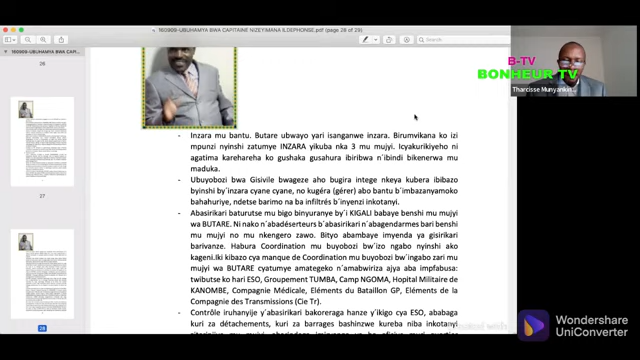 160909-UBUHAMYA BWA CAPITAINE NIZEYIMANA ILDEPHONSE.pdf (page 28 of 29)
Search
160909-UBUHAMYA BWA CAPI...
26
27
28
B-TV
BONHEUR TV
Tharcisse Munyankin...
- Inzara mu bantu. Butare ubwayo yari isanganwe inzara. Birumvikana ko izi
mpunzi nyinshi zatumye INZARA yikuba nka 3 mu mujyi. Icyakurikiyeho ni
agatima karehareha ko gushaka gusahura ibiribwa n´ibindi bikenerwa mu
maduka.
- Ubuyobozi bwa Gisivile bwageze aho bugira intege nkeya kubera ibibazo
byinshi by´inzara cyane cyane, no kugéra (gérer) abo bantu b´imbazanyamoko
bahahuriye, ndetse barimo na ba infiltrés b´inyenzi inkotanyi.
- Abasirikari baturutse mu bigo binyuranye by´i KIGALI babaye benshi mu mujyi
wa BUTARE. Ni nako n´abadéserteurs b´abasirikari n´abagendarmes bari benshi
mu mujyi no mu nkengero zawo. Bityo abambaye imyenda ya gisirikari
barivanze. Habura Coordination mu buyobozi bw´izo ngabo nyinshi ako
kageni.Iki kibazo cya manque de Coordination mu buyobozi bw´ingabo zari mu
mujyi wa BUTARE cyatumye amategeko n´amabwiriza ajya aba impfabusa:
twibutse ko hari ESO, Groupement TUMBA, Camp NGOMA, Hopital Militaire de
KANOMBE, Compagnie Médicale, Eléments du Bataillon GP, Eléments de la
Compagnie des Transmissions (Cie Tr).
- Contrôle iruhanyije y´abasirikari bakoreraga hanze y´ikigo cya ESO, ababaga
kuri za détachements, kuri za barrages bashinzwe kureba niba inkotanyi
Wondershare
UniConverter